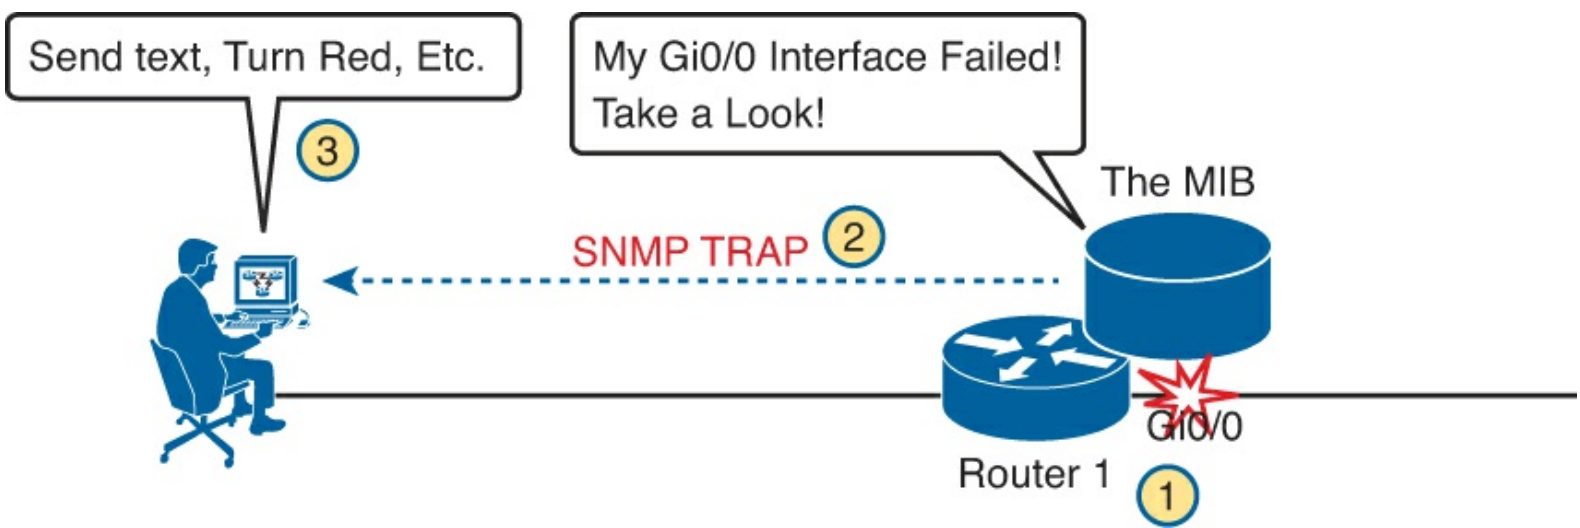 Send text, Turn Red, Etc.
My Gi0/0 Interface Failed!
Take a Look!
3
The MIB
SNMP TRAP
2
Gi0/0
Router 1
1